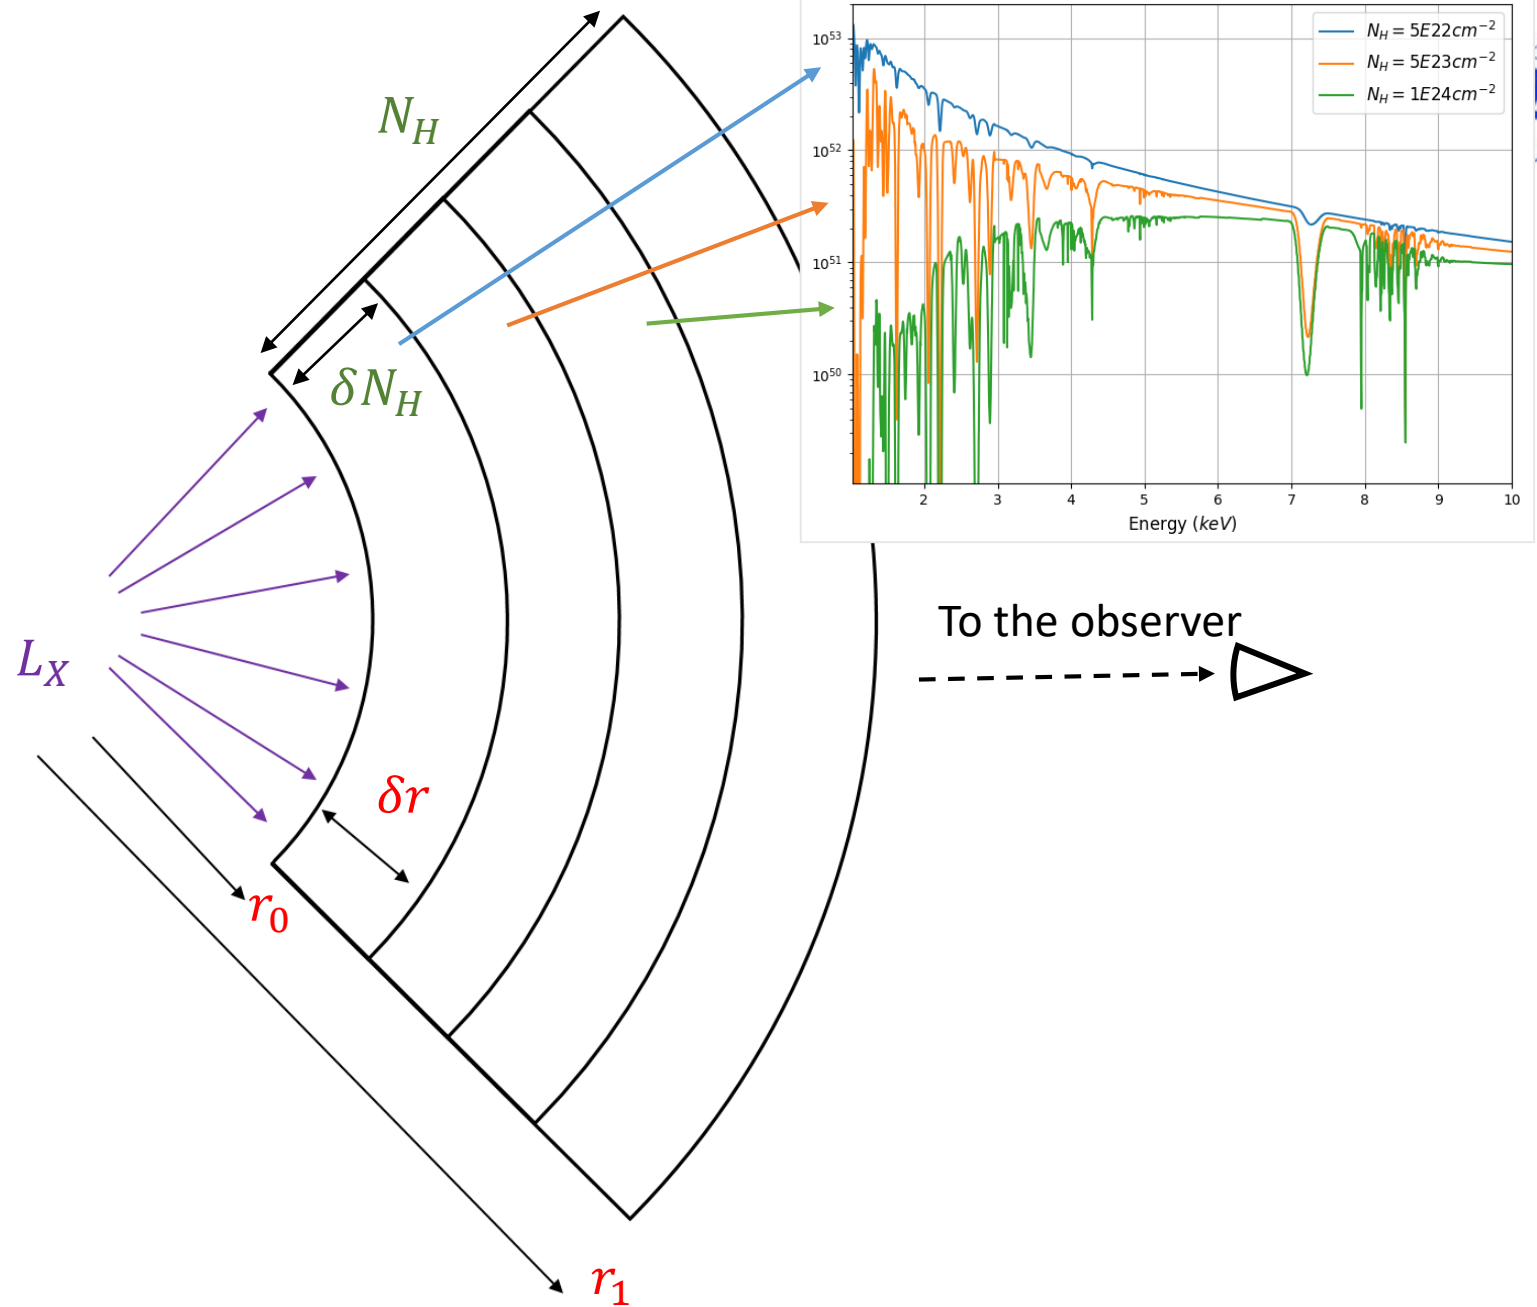 N_H
δN_H
L_X
δr
r_0
r_1
10^53
10^52
10^51
10^50
N_H = 5E22cm^−2
N_H = 5E23cm^−2
N_H = 1E24cm^−2
2 3 4 5 6 7 8 9 10
Energy (keV)
To the observer